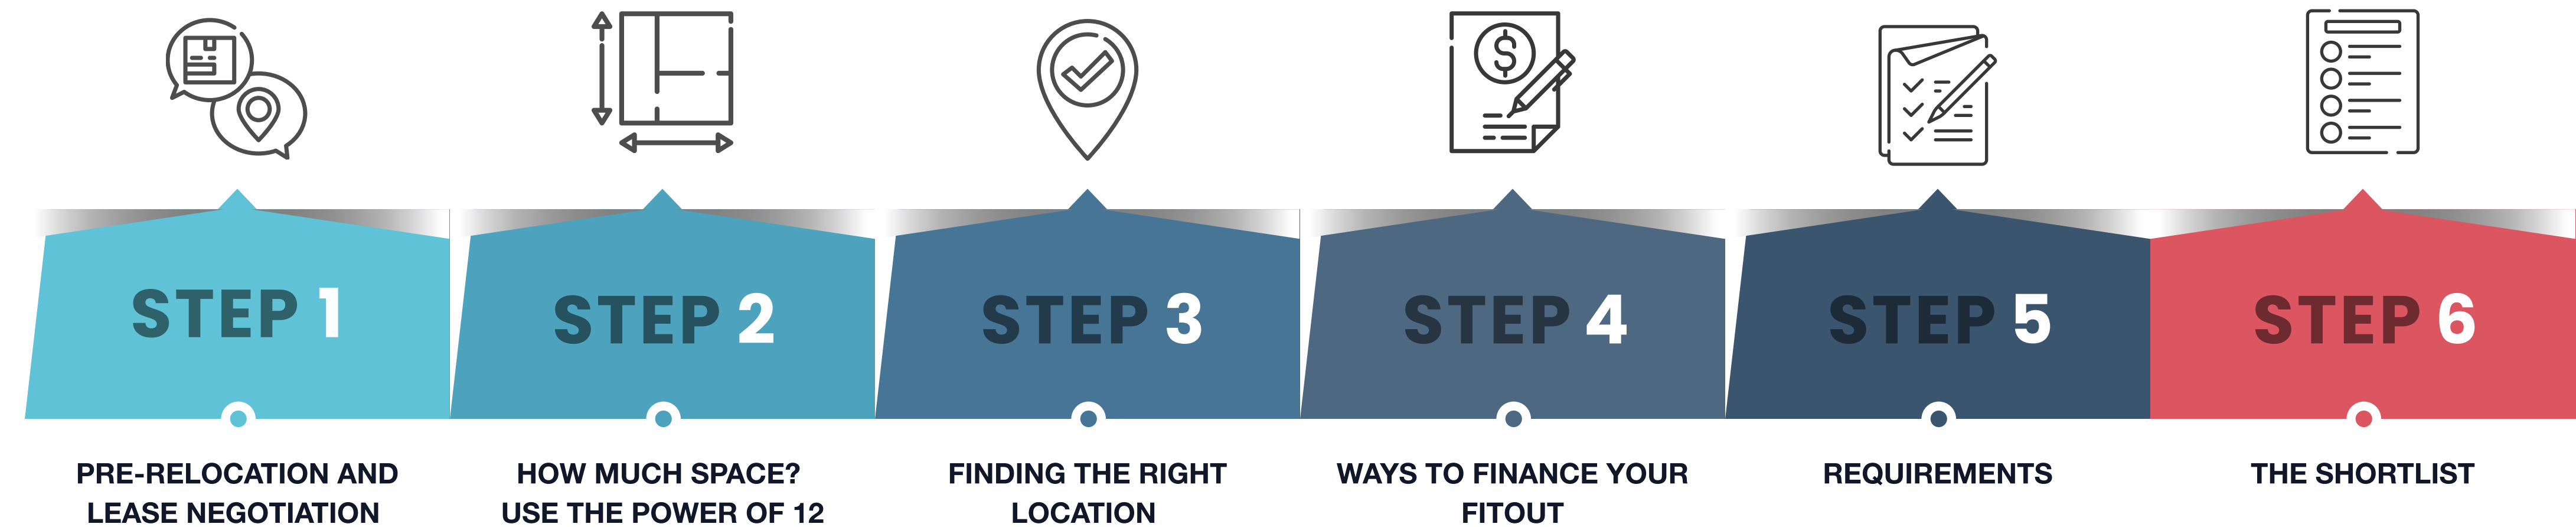 STEP 1
PRE-RELOCATION AND
LEASE NEGOTIATION
STEP 2
HOW MUCH SPACE?
USE THE POWER OF 12
STEP 3
FINDING THE RIGHT
LOCATION
STEP 4
WAYS TO FINANCE YOUR
FITOUT
STEP 5
REQUIREMENTS
STEP 6
THE SHORTLIST